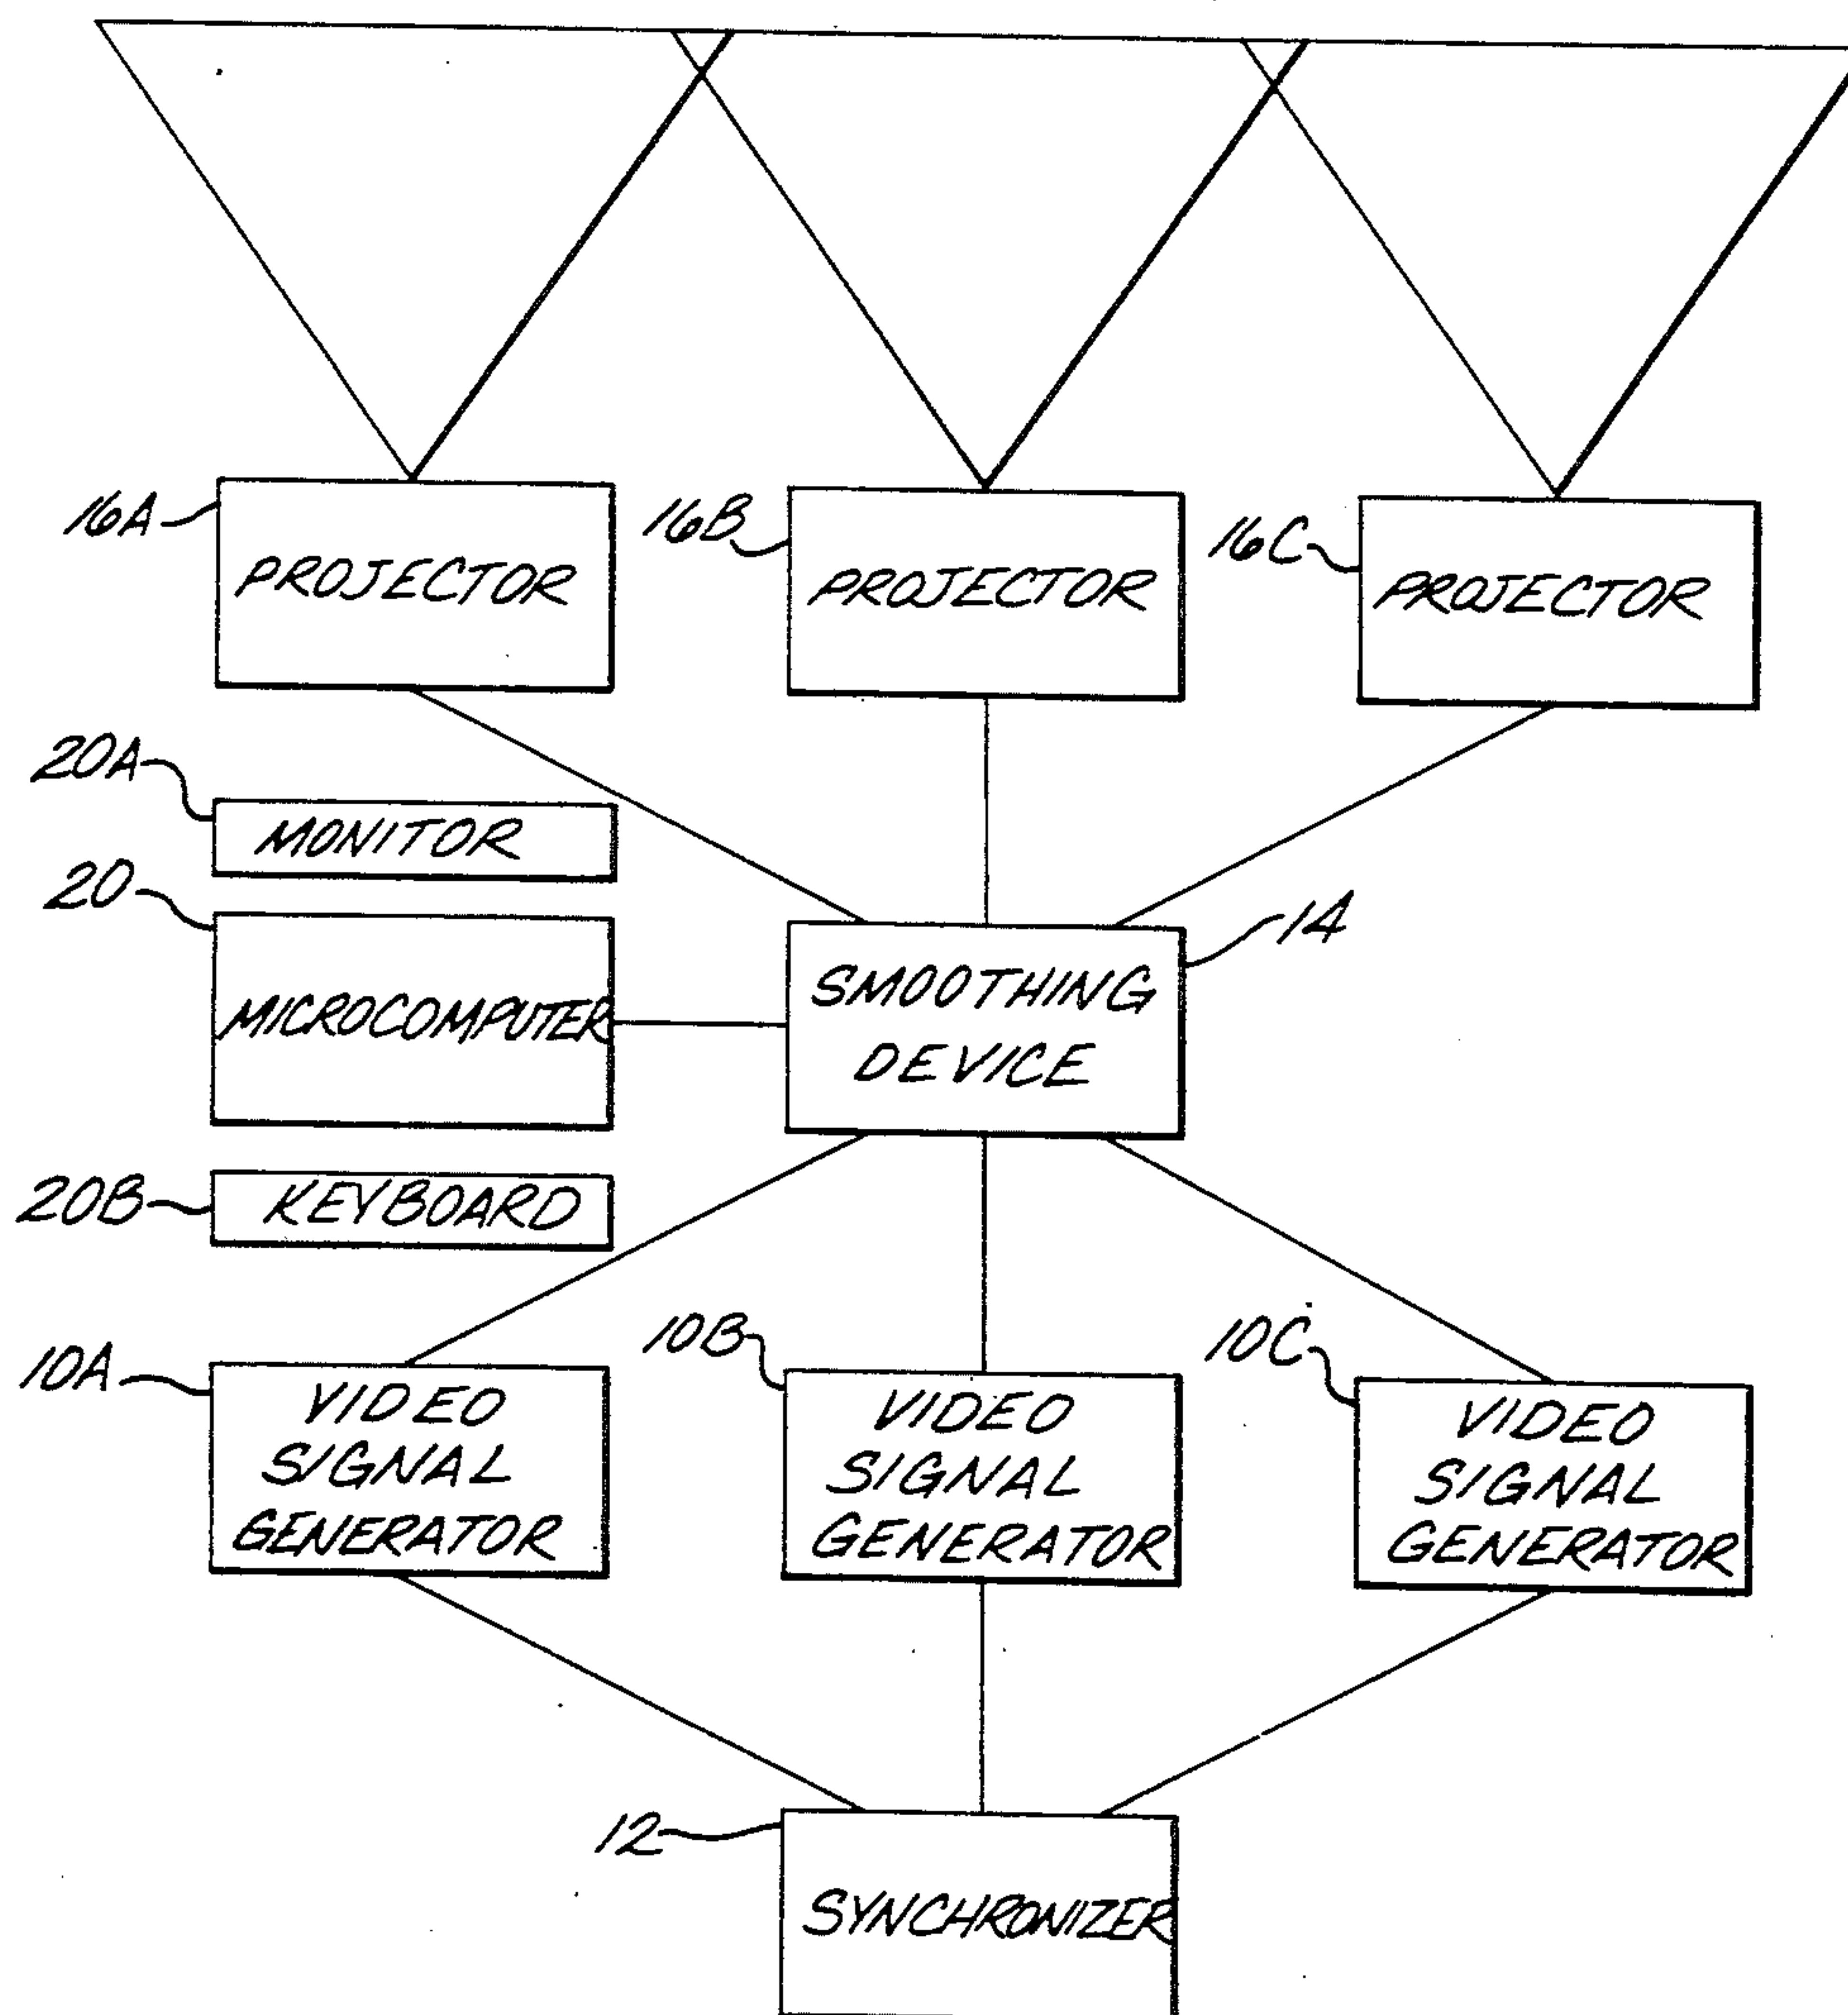 16A
PROJECTOR
16B
PROJECTOR
16C
PROJECTOR
20A
MONITOR
20
MICROCOMPUTER
14
SMOOTHING
DEVICE
20B
KEYBOARD
10A
VIDEO
SIGNAL
GENERATOR
10B
VIDEO
SIGNAL
GENERATOR
10C
VIDEO
SIGNAL
GENERATOR
12
SYNCHRONIZER